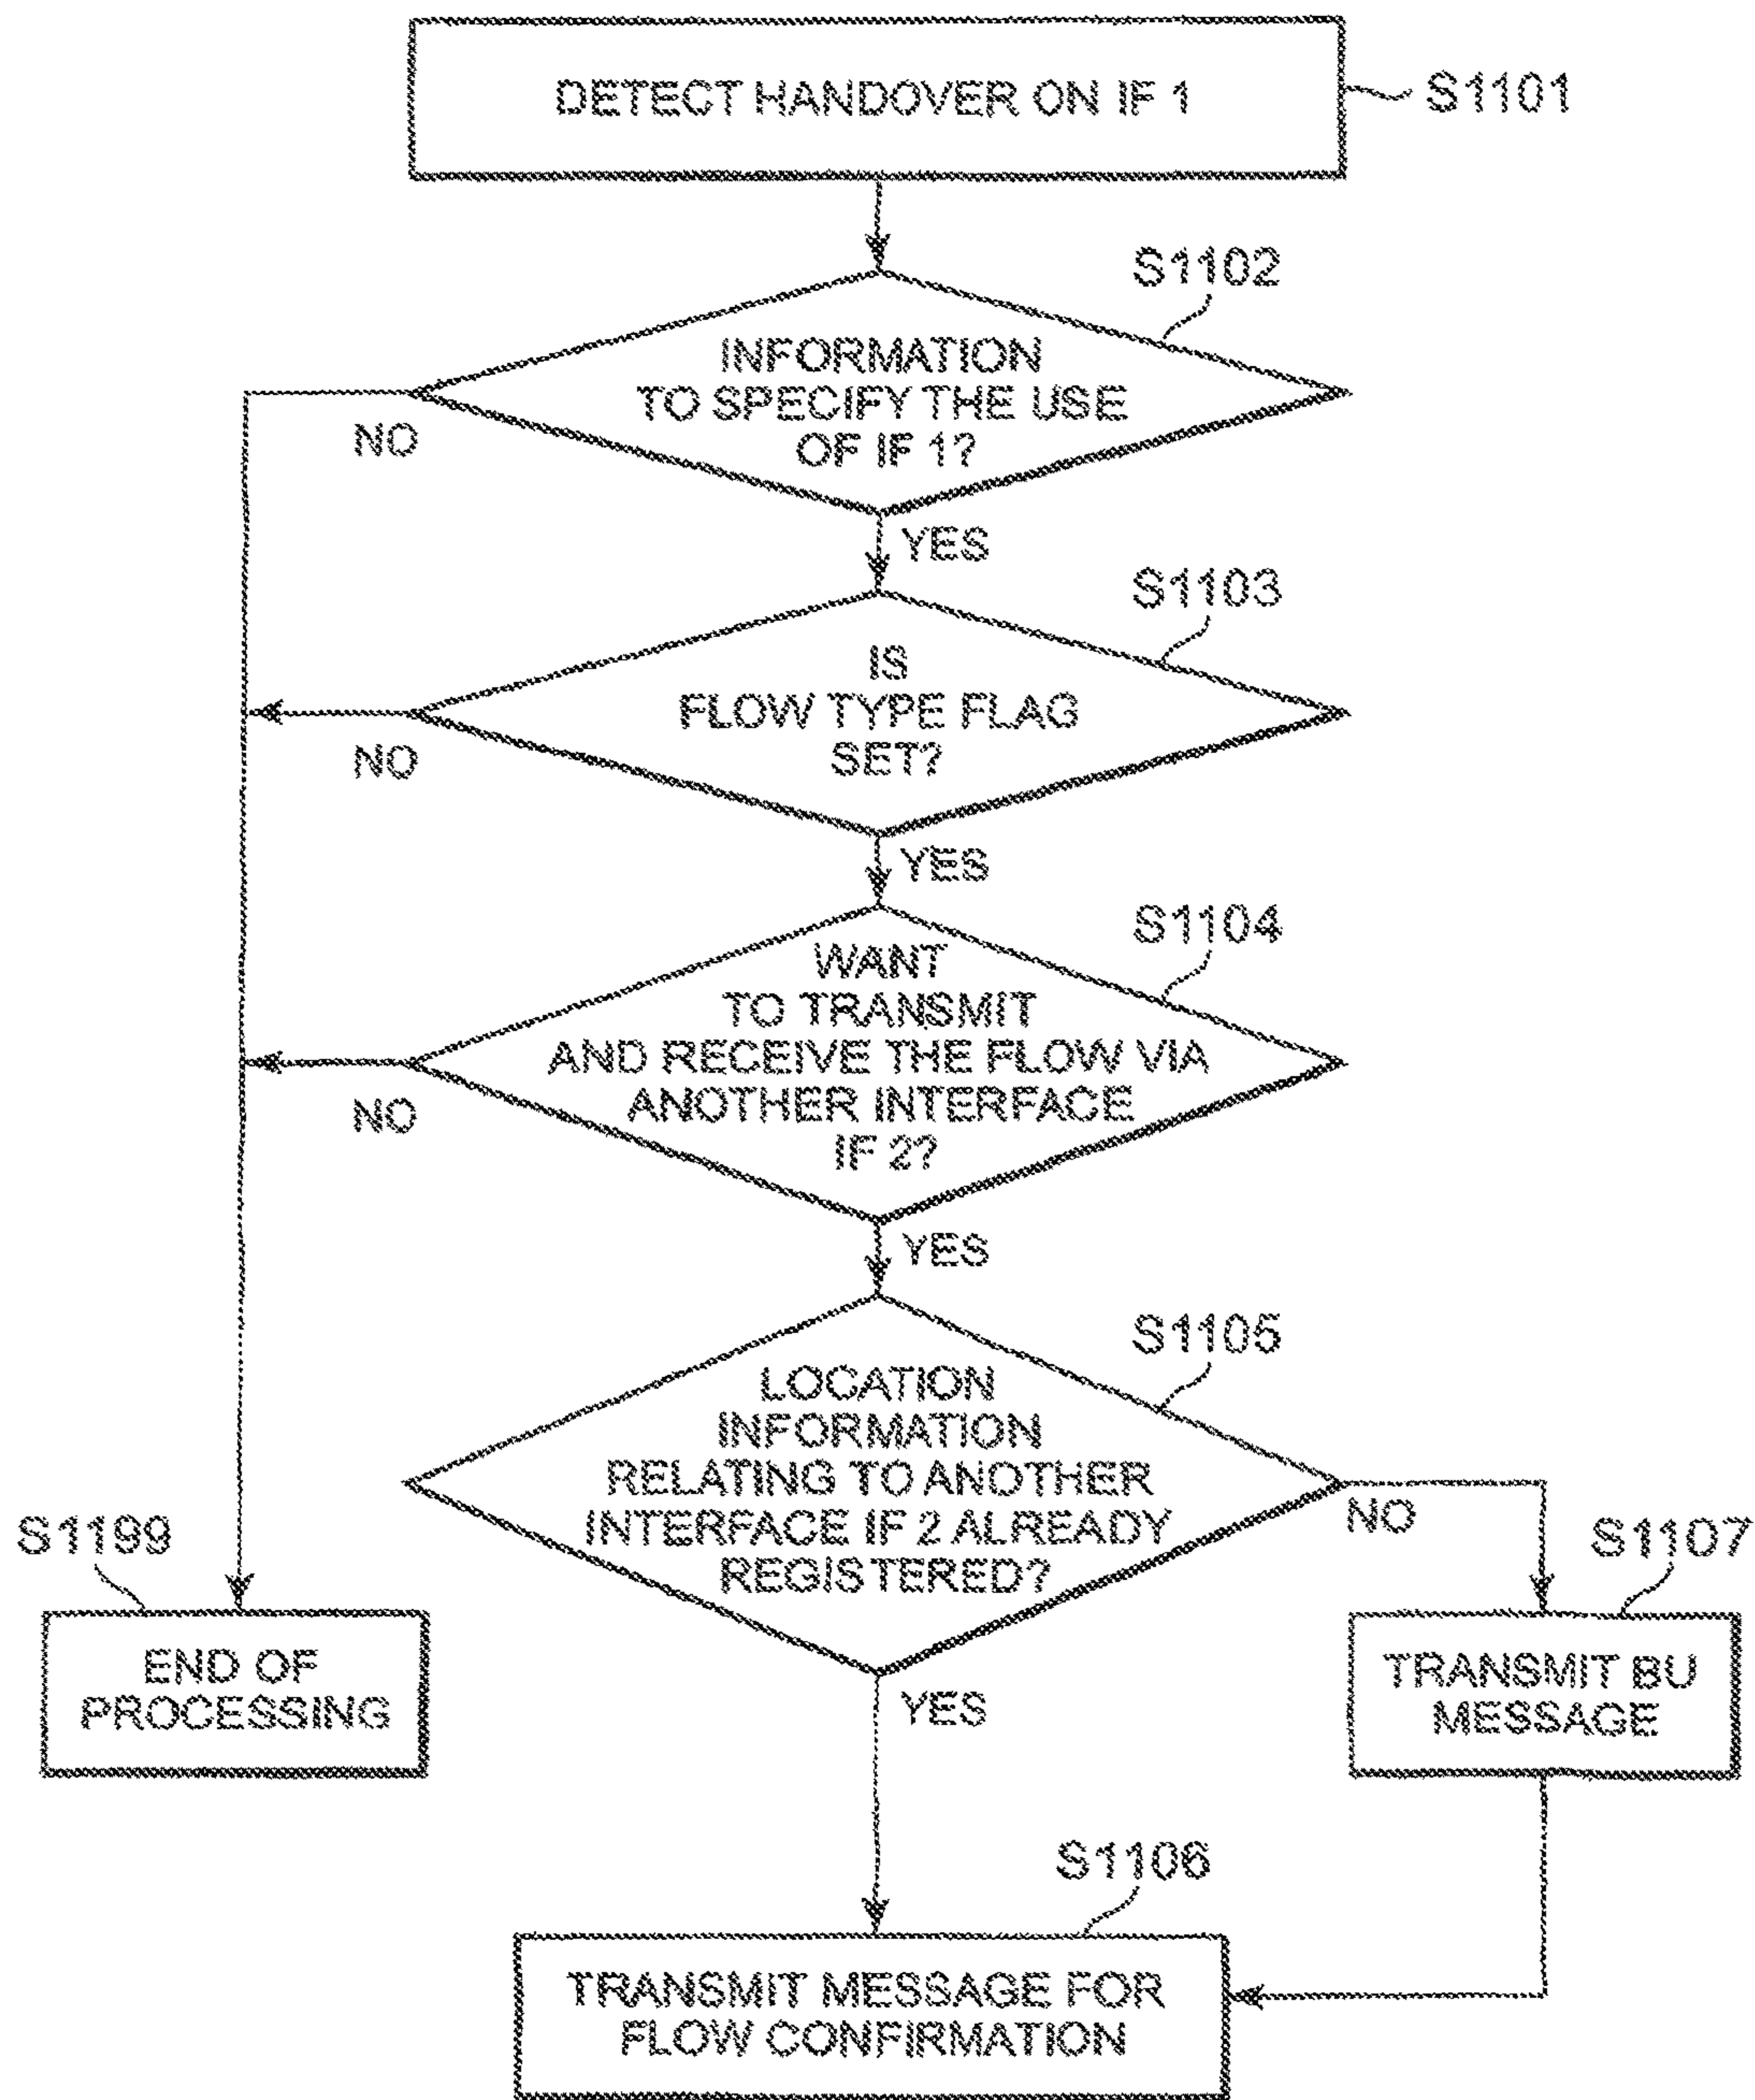 DETECT HANDOVER ON IF 1
S1101
S1102
INFORMATION
TO SPECIFY THE USE
OF IF 1?
NO
YES
S1103
IS
FLOW TYPE FLAG
SET?
NO
YES
S1104
WANT
TO TRANSMIT
AND RECEIVE THE FLOW VIA
ANOTHER INTERFACE
IF 2?
NO
YES
S1105
LOCATION
INFORMATION
RELATING TO ANOTHER
INTERFACE IF 2 ALREADY
REGISTERED?
NO
YES
S1199
END OF
PROCESSING
S1107
TRANSMIT BU
MESSAGE
S1106
TRANSMIT MESSAGE FOR
FLOW CONFIRMATION